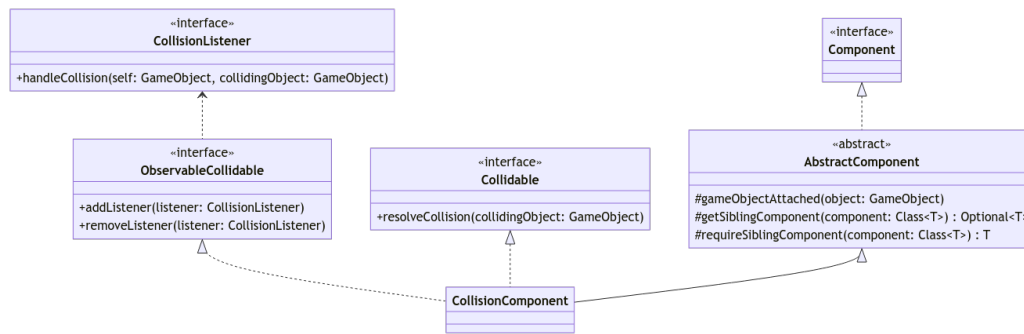 «interface»
CollisionListener
+handleCollision(self: GameObject, collidingObject: GameObject)
«interface»
Component
«interface»
ObservableCollidable
+addListener(listener: CollisionListener)
+removeListener(listener: CollisionListener)
«interface»
Collidable
+resolveCollision(collidingObject: GameObject)
«abstract»
AbstractComponent
#gameObjectAttached(object: GameObject)
#getSiblingComponent(component: Class<T>) : Optional<T
#requireSiblingComponent(component: Class<T>) : T
CollisionComponent